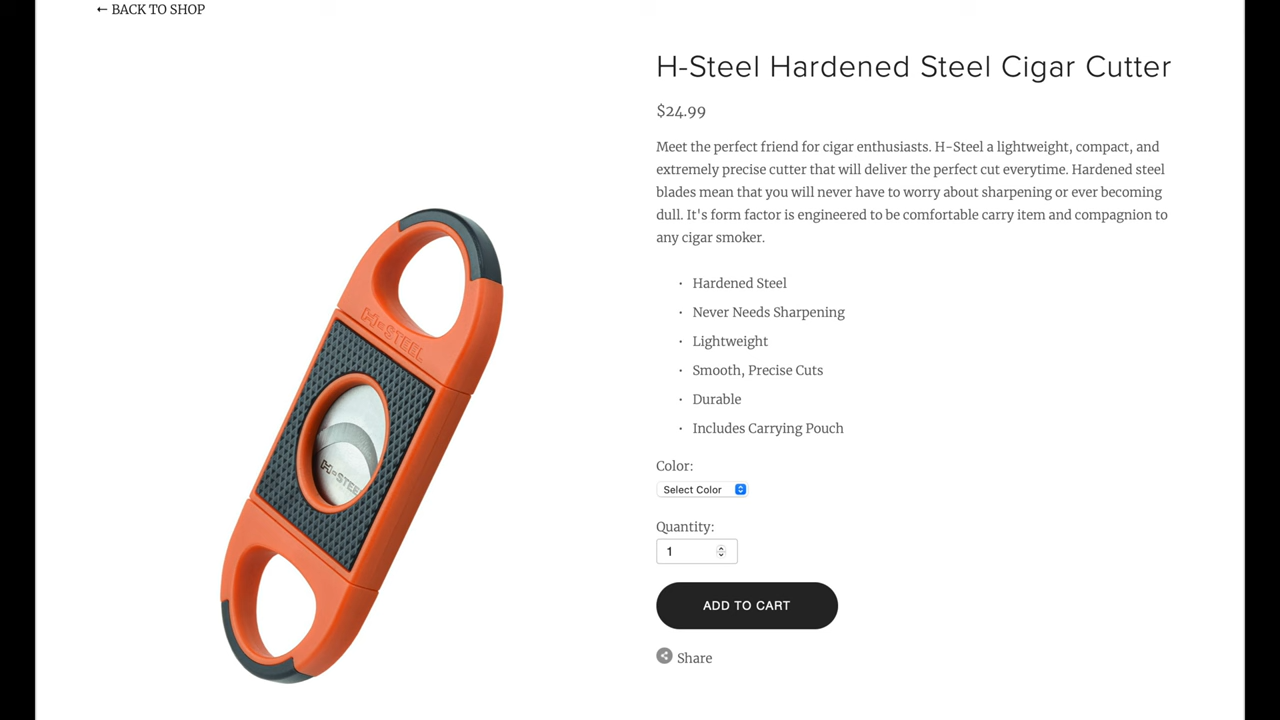 ← BACK TO SHOP
H-Steel Hardened Steel Cigar Cutter
$24.99
Meet the perfect friend for cigar enthusiasts. H-Steel a lightweight, compact, and
extremely precise cutter that will deliver the perfect cut everytime. Hardened steel
blades mean that you will never have to worry about sharpening or ever becoming
dull. It's form factor is engineered to be comfortable carry item and compagnion to
any cigar smoker.
· Hardened Steel
· Never Needs Sharpening
· Lightweight
· Smooth, Precise Cuts
· Durable
· Includes Carrying Pouch
Color:
Select Color
Quantity:
1
ADD TO CART
Share
H-STEEL
H-STEEL